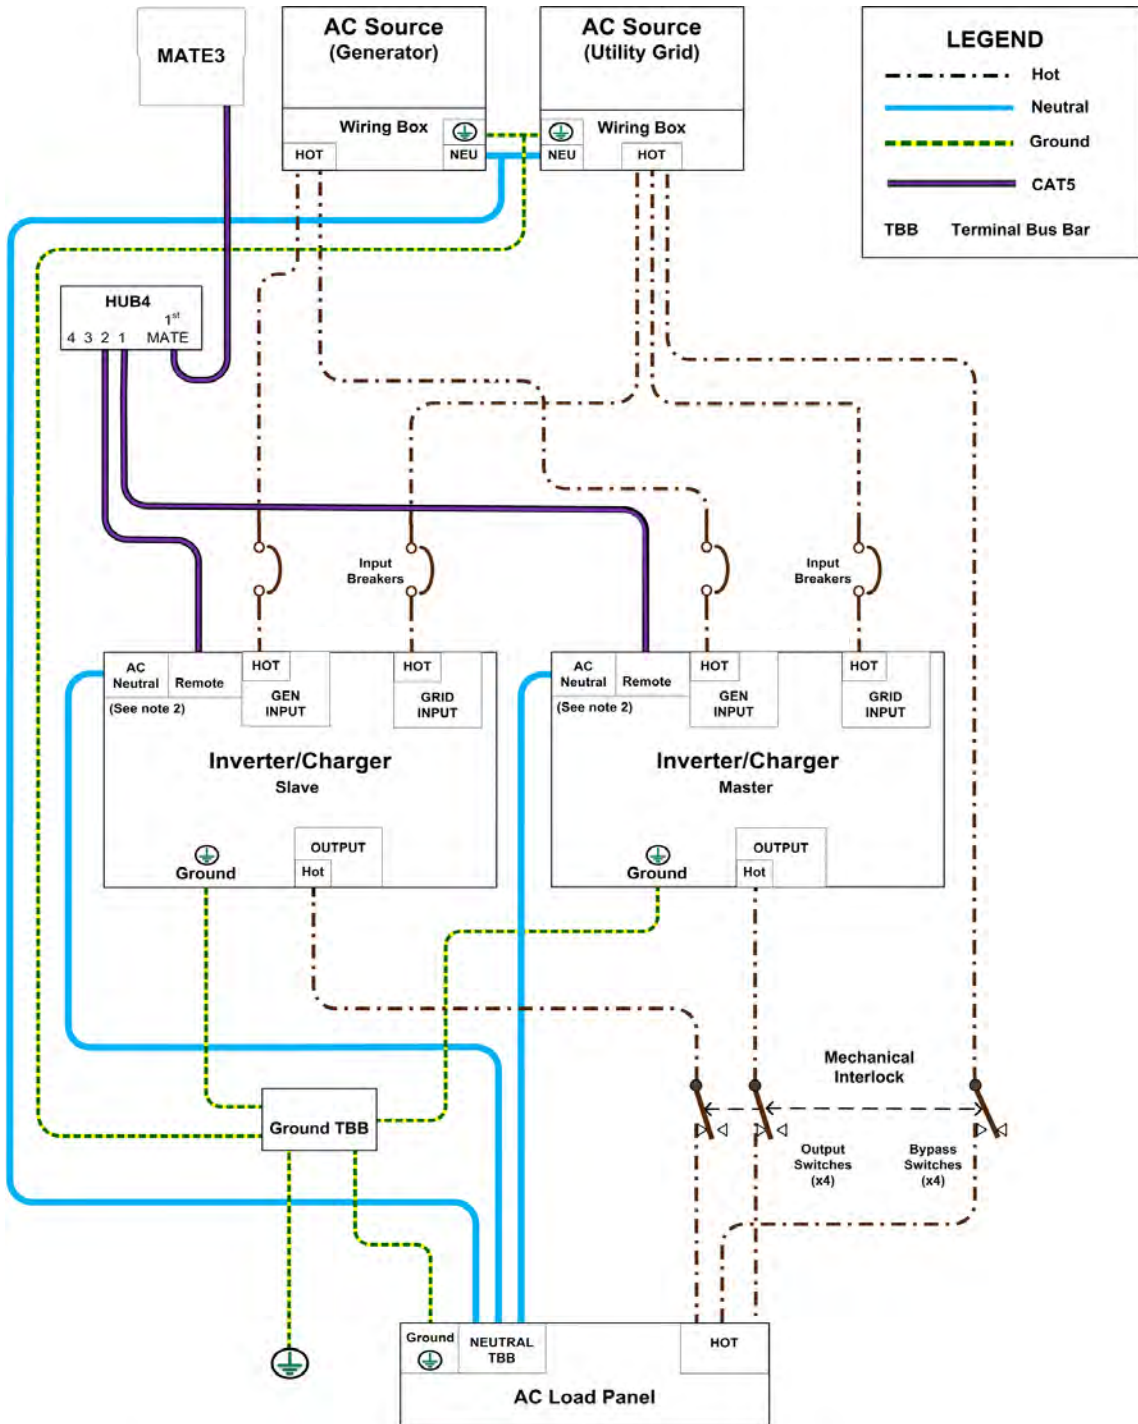 MATE3
AC Source
(Generator)
Wiring Box
HOT
NEU
AC Source
(Utility Grid)
Wiring Box
NEU
HOT
LEGEND
Hot
Neutral
Ground
CAT5
TBB Terminal Bus Bar
HUB4
1st
4 3 2 1 MATE
Input
Breakers
Input
Breakers
AC
Neutral
Remote
HOT
GEN
INPUT
HOT
GRID
INPUT
(See note 2)
Inverter/Charger
Slave
Ground
OUTPUT
Hot
AC
Neutral
Remote
HOT
GEN
INPUT
HOT
GRID
INPUT
(See note 2)
Inverter/Charger
Master
Ground
OUTPUT
Hot
Mechanical
Interlock
Output
Switches
(x4)
Bypass
Switches
(x4)
Ground TBB
Ground
NEUTRAL
TBB
HOT
AC Load Panel